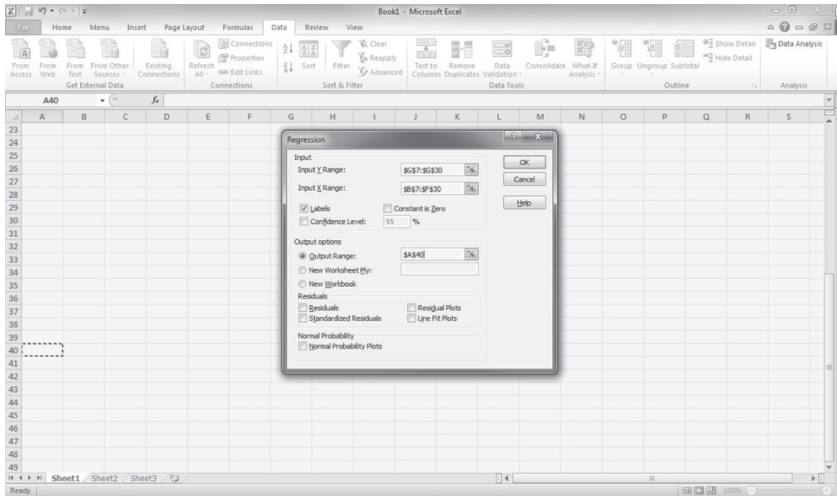 Book1 - Microsoft Excel
File Home Menu Insert Page Layout Formulas Data Review View
From Access From Web From Text From Other Sources Existing Connections Refresh All Connections Properties Edit Links Sort Filter Clear Reapply Advanced Text to Columns Remove Duplicates Data Validation Consolidate What-If Analysis Group Ungroup Subtotal Show Detail Hide Detail Data Analysis
Get External Data Connections Sort & Filter Data Tools Outline Analysis
A40 fx
A B C D E F G H I J K L M N O P Q R S
23
24
25
26
27
28
29
30
31
32
33
34
35
36
37
38
39
40
41
42
43
44
45
46
47
48
49
Regression
Input
Input Y Range: $G$7:$G$30 OK
Cancel
Input X Range: $B$7:$F$30
Help
Labels Constant is Zero
Confidence Level: 95 %
Output options
Output Range: $A$40
New Worksheet Ply:
New Workbook
Residuals
Residuals Residual Plots
Standardized Residuals Line Fit Plots
Normal Probability
Normal Probability Plots
Sheet1 Sheet2 Sheet3
Ready 100%